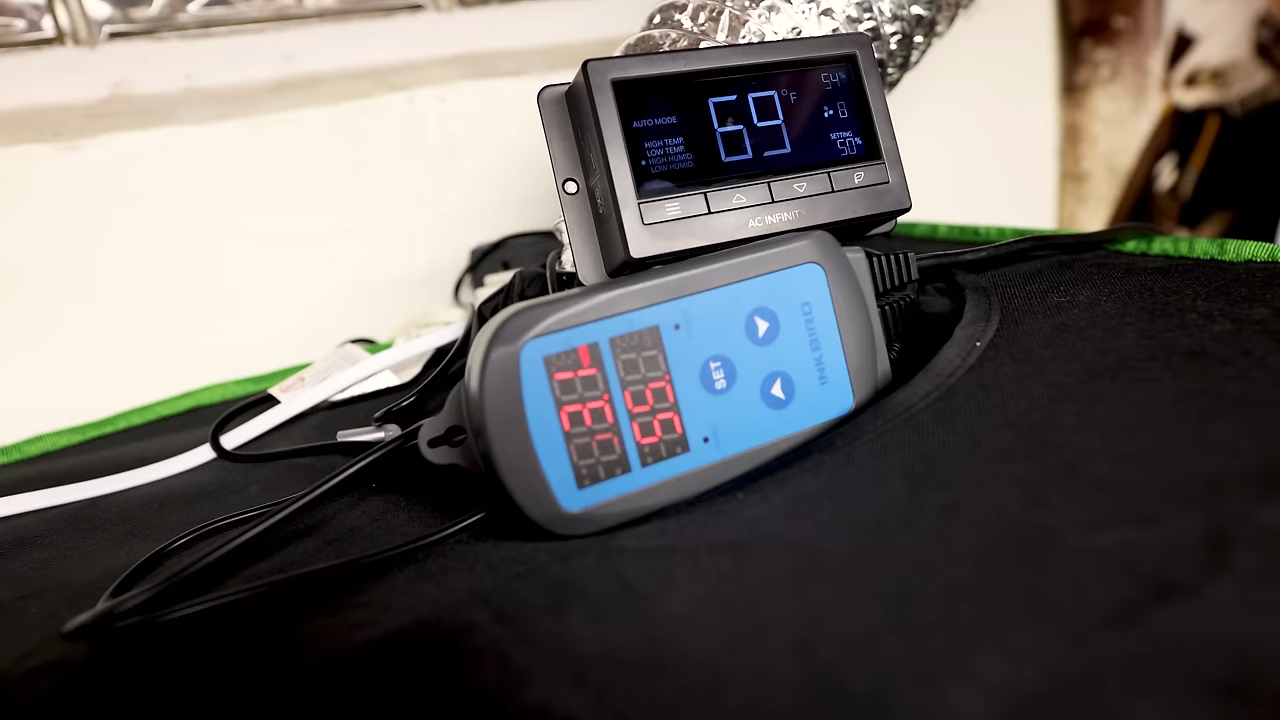 AUTO MODE
HIGH TEMP.
LOW TEMP.
HIGH HUMID.
LOW HUMID.
69°F
54%
8
SETTING
50%
AC INFINITY
INKBIRD
SET
55